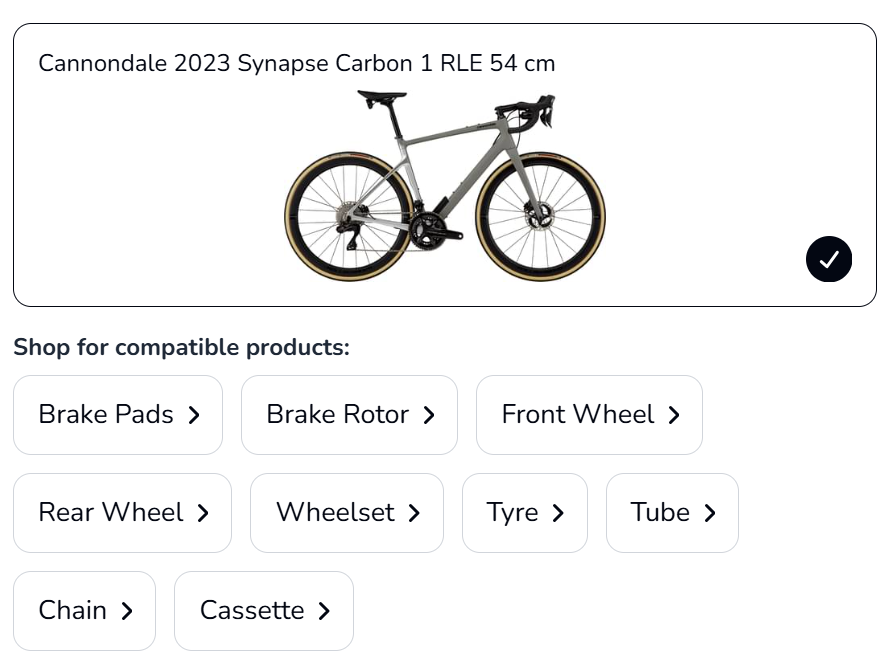 Cannondale 2023 Synapse Carbon 1 RLE 54 cm
Shop for compatible products:
Brake Pads
Brake Rotor
Front Wheel
Rear Wheel
Wheelset
Tyre
Tube
Chain
Cassette